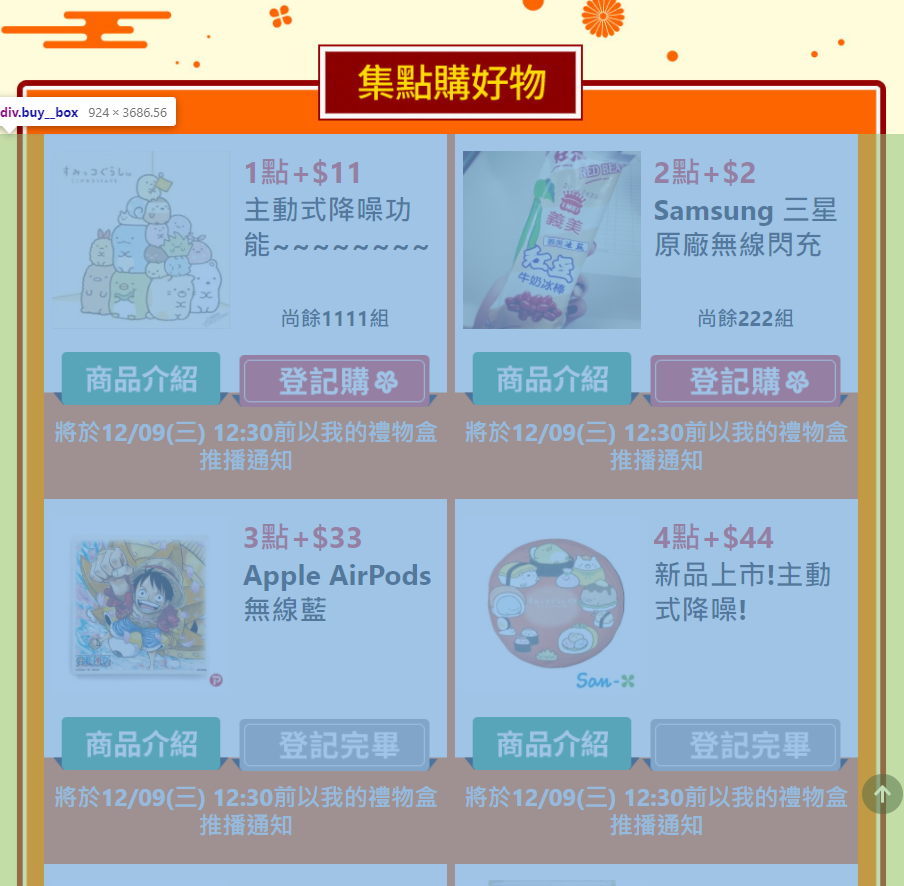 集點購好物
div.buy__box 924 × 3686.56
すみっコぐらし
1點+$11
主動式降噪功
能~~~~~~~~
尚餘1111組
商品介紹
登記購
將於12/09(三) 12:30前以我的禮物盒
推播通知
RED BEAN
義美
紅豆
牛奶冰棒
2點+$2
Samsung 三星
原廠無線閃充
尚餘222組
商品介紹
登記購
將於12/09(三) 12:30前以我的禮物盒
推播通知
3點+$33
Apple AirPods
無線藍
商品介紹
登記完畢
將於12/09(三) 12:30前以我的禮物盒
推播通知
San-X
4點+$44
新品上市!主動
式降噪!
商品介紹
登記完畢
將於12/09(三) 12:30前以我的禮物盒
推播通知